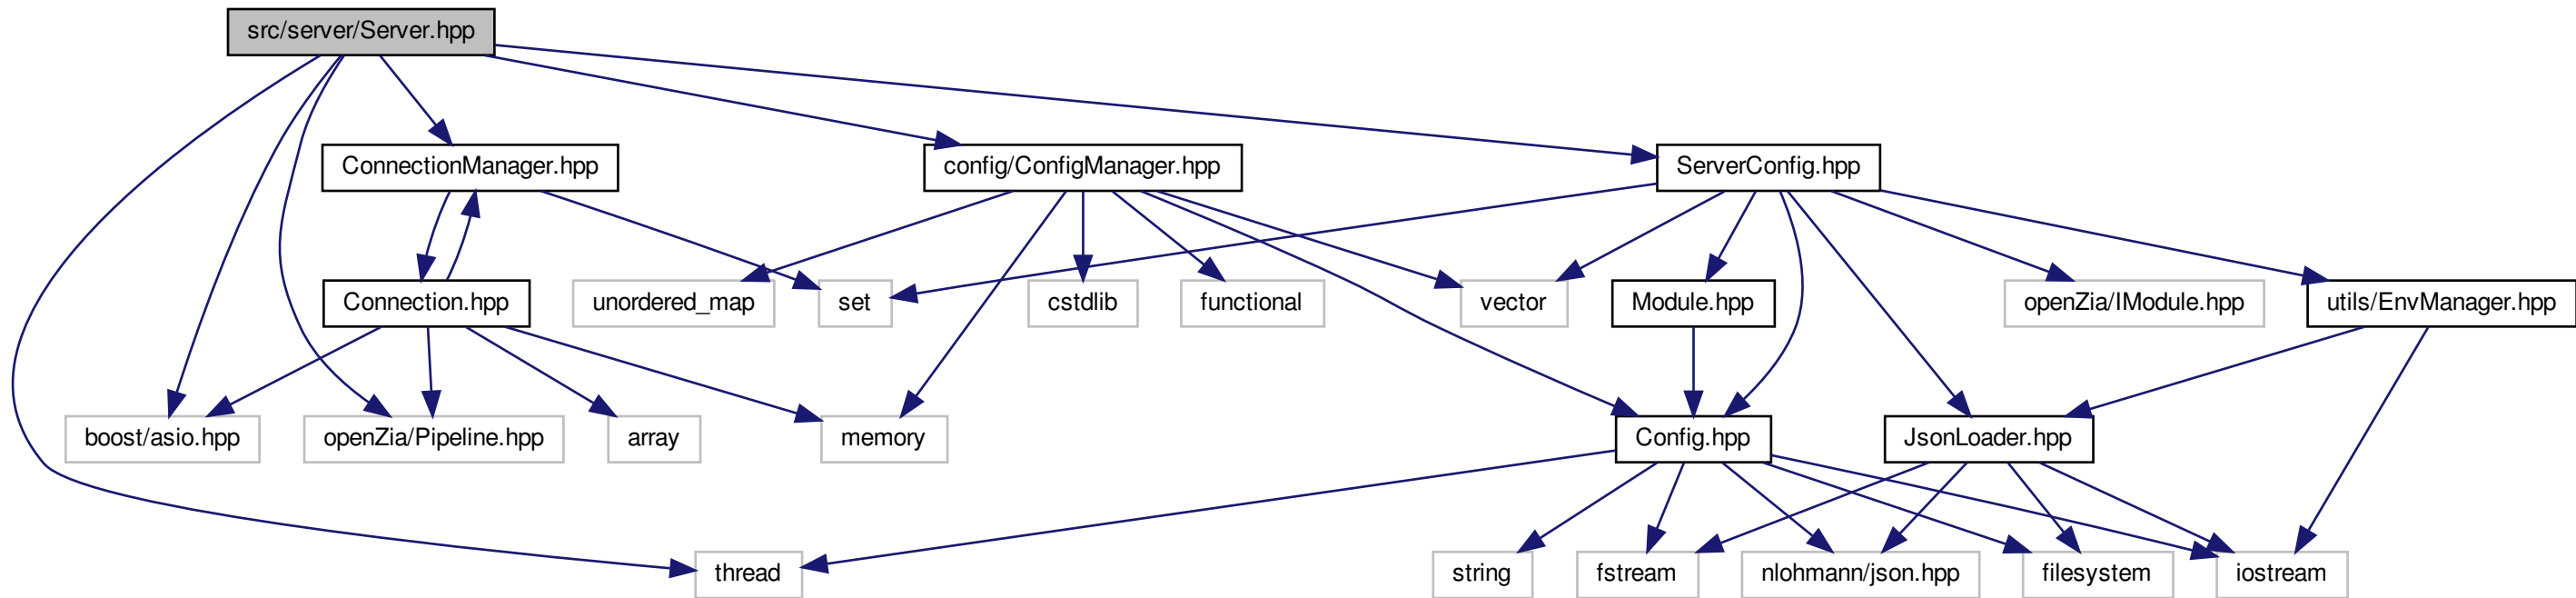 src/server/Server.hpp
ConnectionManager.hpp
config/ConfigManager.hpp
ServerConfig.hpp
Connection.hpp
unordered_map
set
cstdlib
functional
vector
Module.hpp
openZia/IModule.hpp
utils/EnvManager.hpp
boost/asio.hpp
openZia/Pipeline.hpp
array
memory
Config.hpp
JsonLoader.hpp
thread
string
fstream
nlohmann/json.hpp
filesystem
iostream